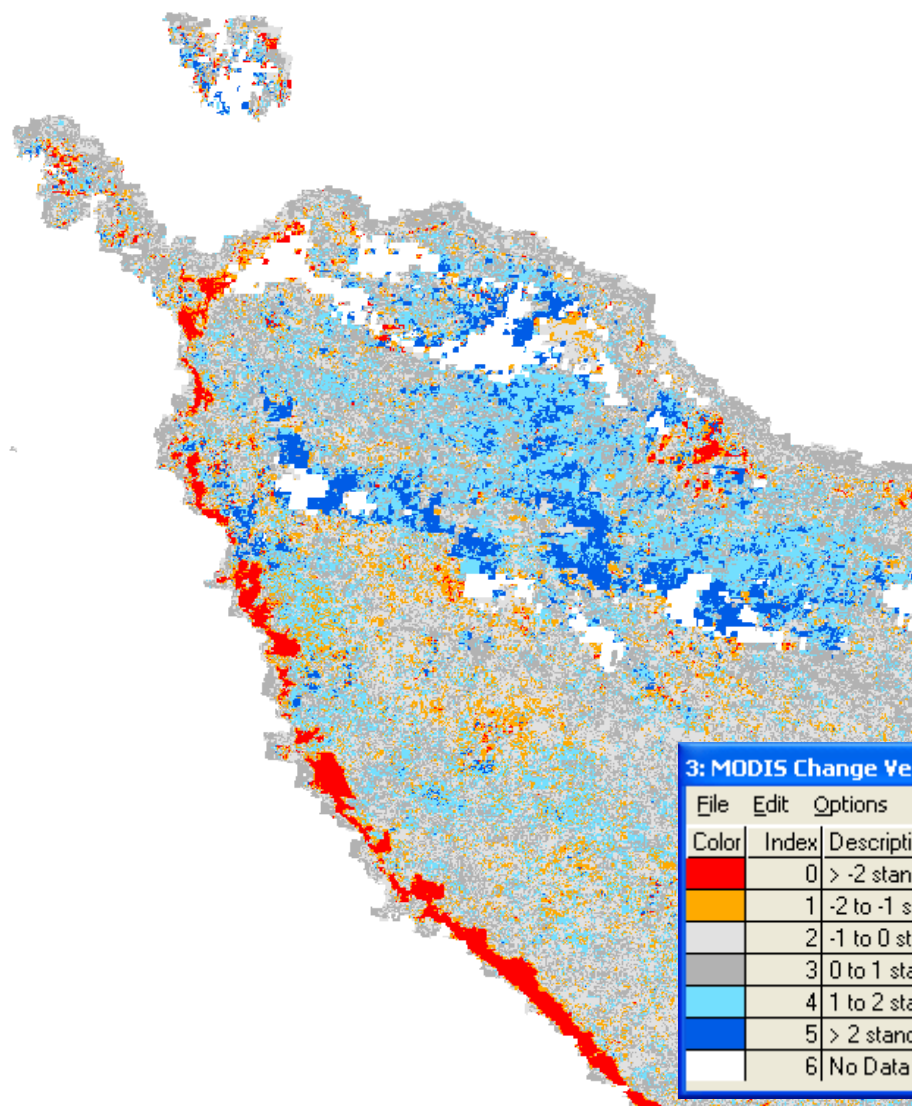 3: MODIS Change Ve
File Edit Options
Color Index Descripti
0 > -2 stan
1 -2 to -1 s
2 -1 to 0 st
3 0 to 1 sta
4 1 to 2 sta
5 > 2 stanc
6 No Data